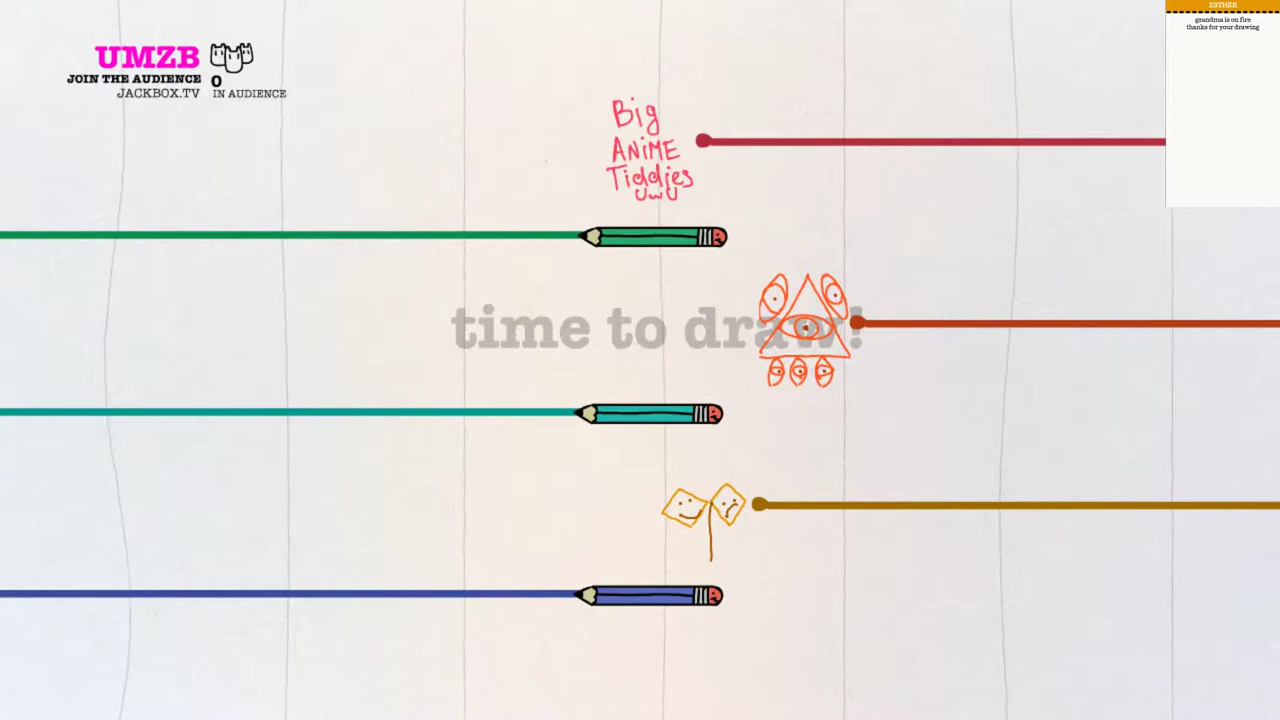 ESTHER
grandma is on fire
thanks for your drawing
UMZB
JOIN THE AUDIENCE
JACKBOX.TV
0
IN AUDIENCE
Big
ANiME
Tiddies
UwU
time to draw!